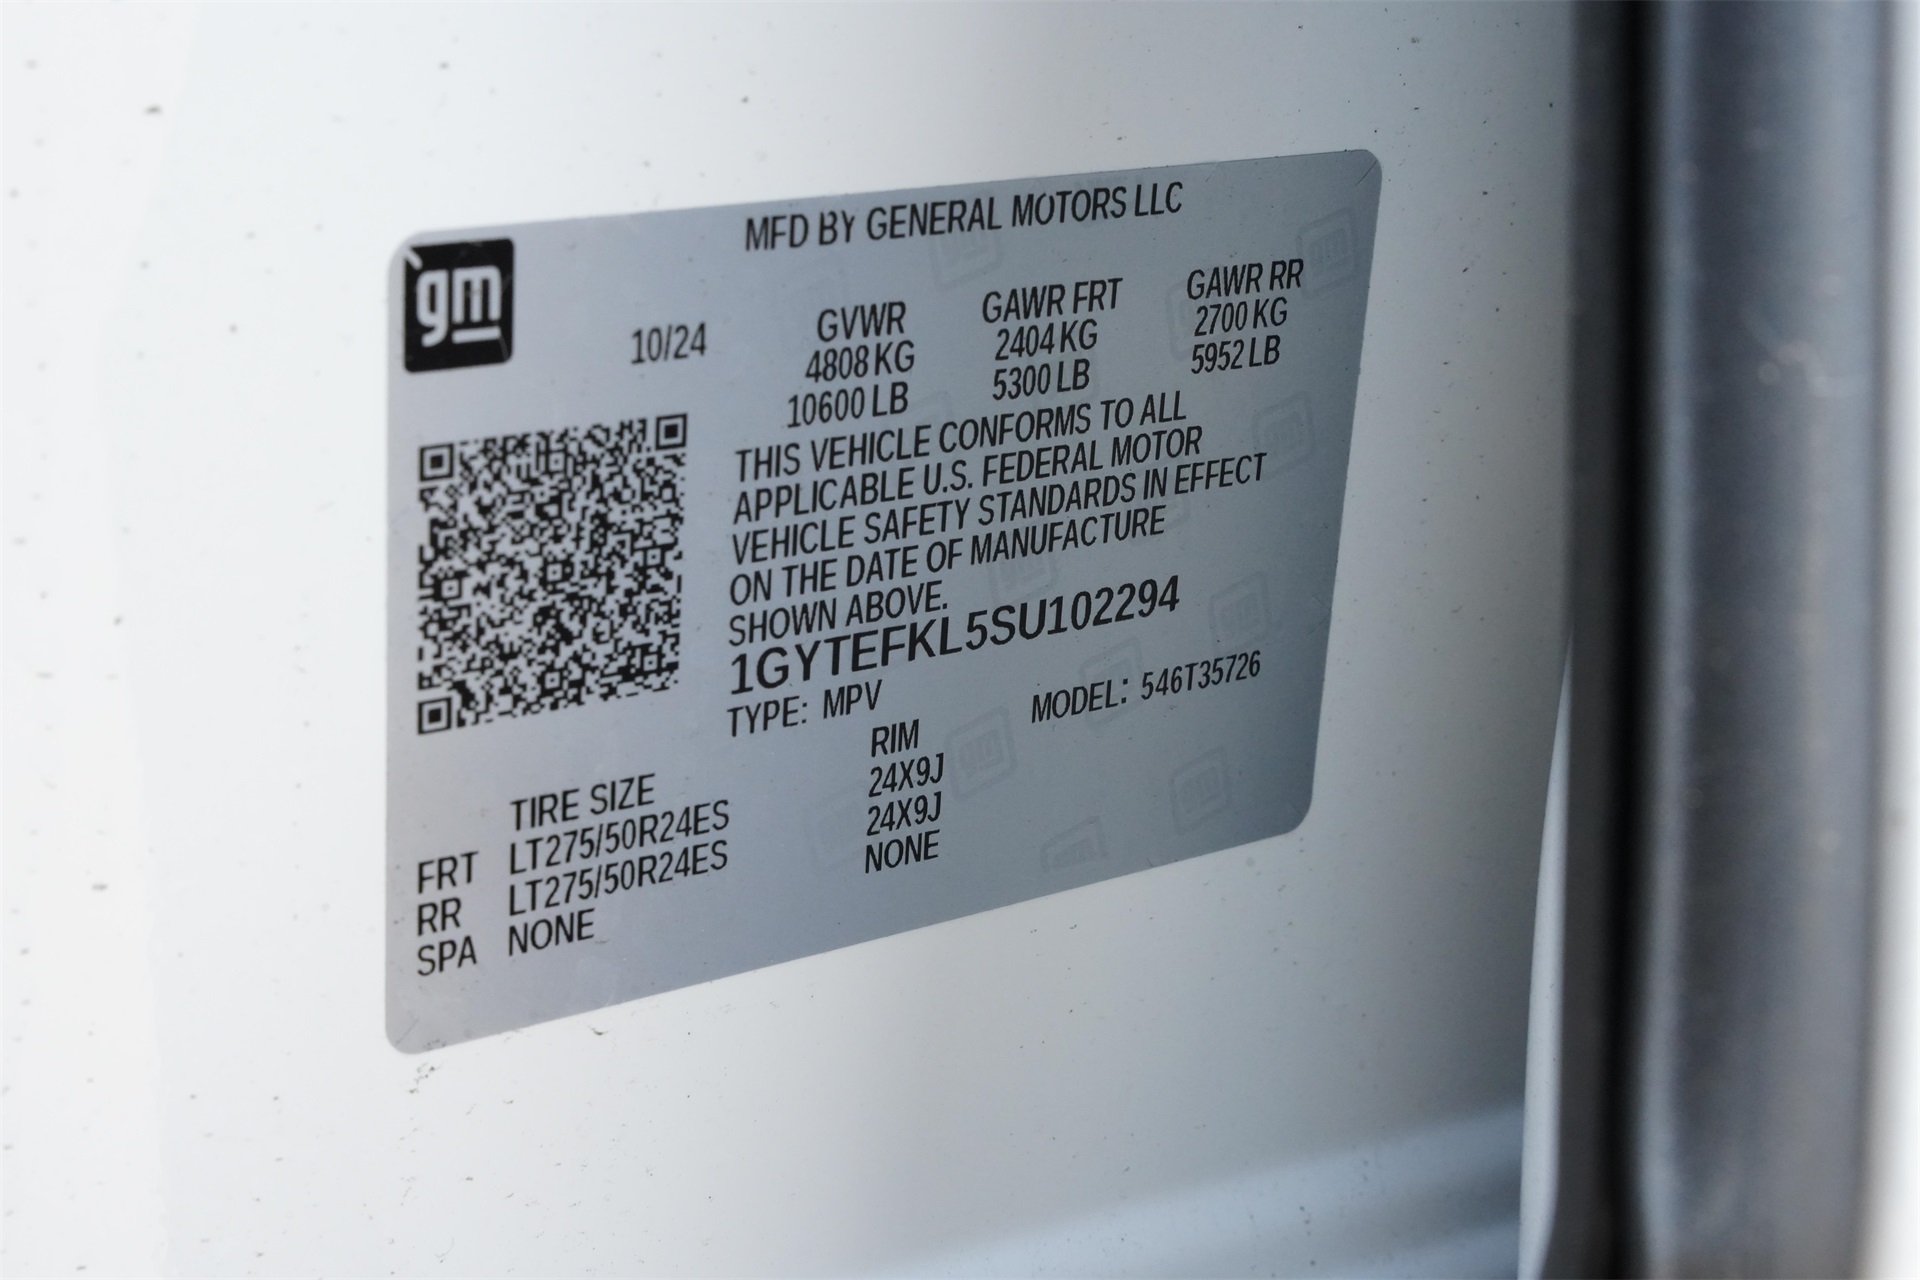 MFD BY GENERAL MOTORS LLC
gm
10/24
GVWR GAWR FRT GAWR RR
4808 KG 2404 KG 2700 KG
10600 LB 5300 LB 5952 LB
THIS VEHICLE CONFORMS TO ALL
APPLICABLE U.S. FEDERAL MOTOR
VEHICLE SAFETY STANDARDS IN EFFECT
ON THE DATE OF MANUFACTURE
SHOWN ABOVE.
1GYTEFKL5SU102294
TYPE: MPV MODEL: 546T35726
TIRE SIZE RIM
FRT LT275/50R24ES 24X9J
RR LT275/50R24ES 24X9J
SPA NONE NONE